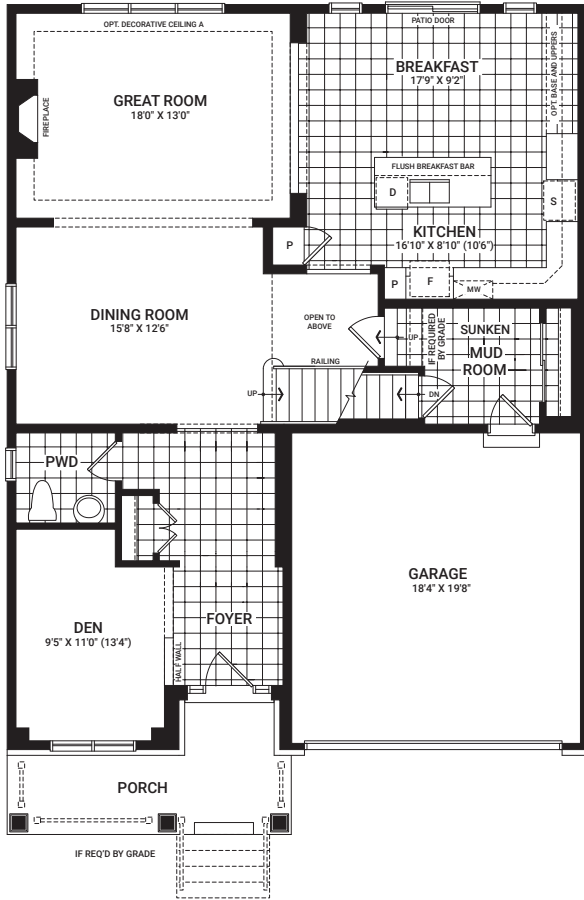 OPT. DECORATIVE CEILING A
PATIO DOOR
GREAT ROOM
18'0" X 13'0"
FIREPLACE
BREAKFAST
17'9" X 9'2"
OPT. BASE AND UPPERS
FLUSH BREAKFAST BAR
D
S
KITCHEN
16'10" X 8'10" (10'6")
P
P
F
MW
DINING ROOM
15'8" X 12'6"
OPEN TO
ABOVE
RAILING
UP
UP
IF REQUIRED
BY GRADE
SUNKEN
MUD
ROOM
DN
PWD
GARAGE
18'4" X 19'8"
FOYER
DEN
9'5" X 11'0" (13'4")
HALF WALL
PORCH
IF REQ'D BY GRADE